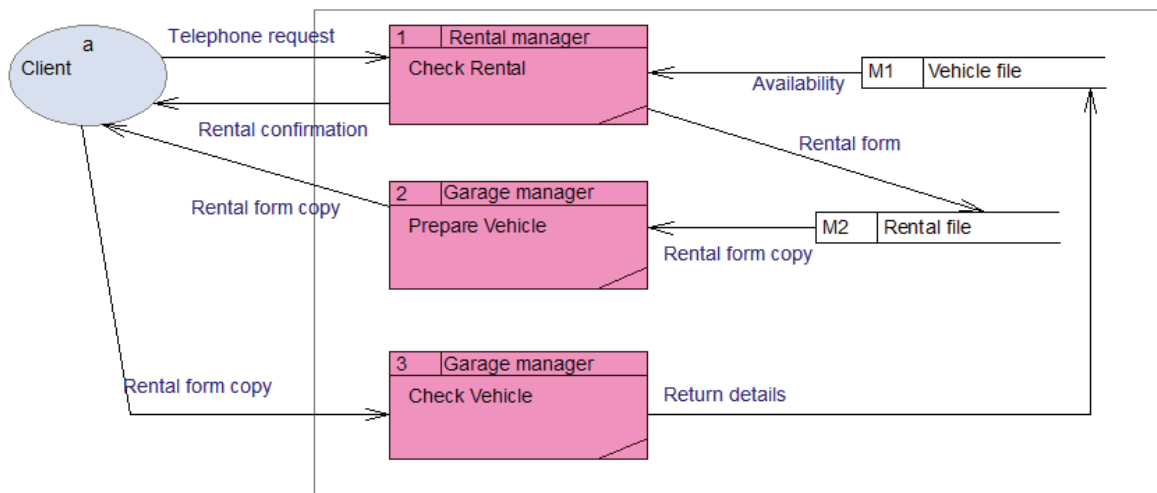 a
Client
Telephone request
1 Rental manager
Check Rental
M1 Vehicle file
Availability
Rental confirmation
Rental form
2 Garage manager
Prepare Vehicle
Rental form copy
M2 Rental file
Rental form copy
3 Garage manager
Check Vehicle
Rental form copy
Return details